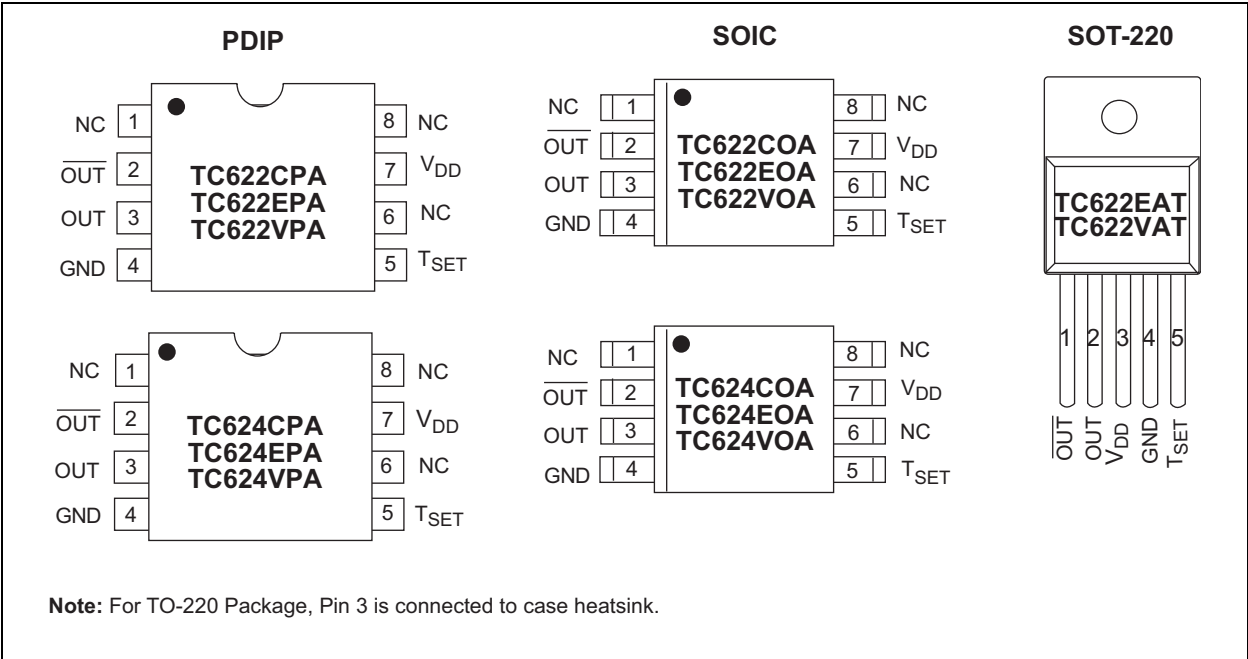 PDIP
NC 1
OUT 2
OUT 3
GND 4
8 NC
7 VDD
6 NC
5 TSET
TC622CPA
TC622EPA
TC622VPA
SOIC
NC 1
OUT 2
OUT 3
GND 4
8 NC
7 VDD
6 NC
5 TSET
TC622COA
TC622EOA
TC622VOA
SOT-220
TC622EAT
TC622VAT
1 2 3 4 5
OUT
OUT
VDD
GND
TSET
NC 1
OUT 2
OUT 3
GND 4
8 NC
7 VDD
6 NC
5 TSET
TC624CPA
TC624EPA
TC624VPA
NC 1
OUT 2
OUT 3
GND 4
8 NC
7 VDD
6 NC
5 TSET
TC624COA
TC624EOA
TC624VOA
Note: For TO-220 Package, Pin 3 is connected to case heatsink.